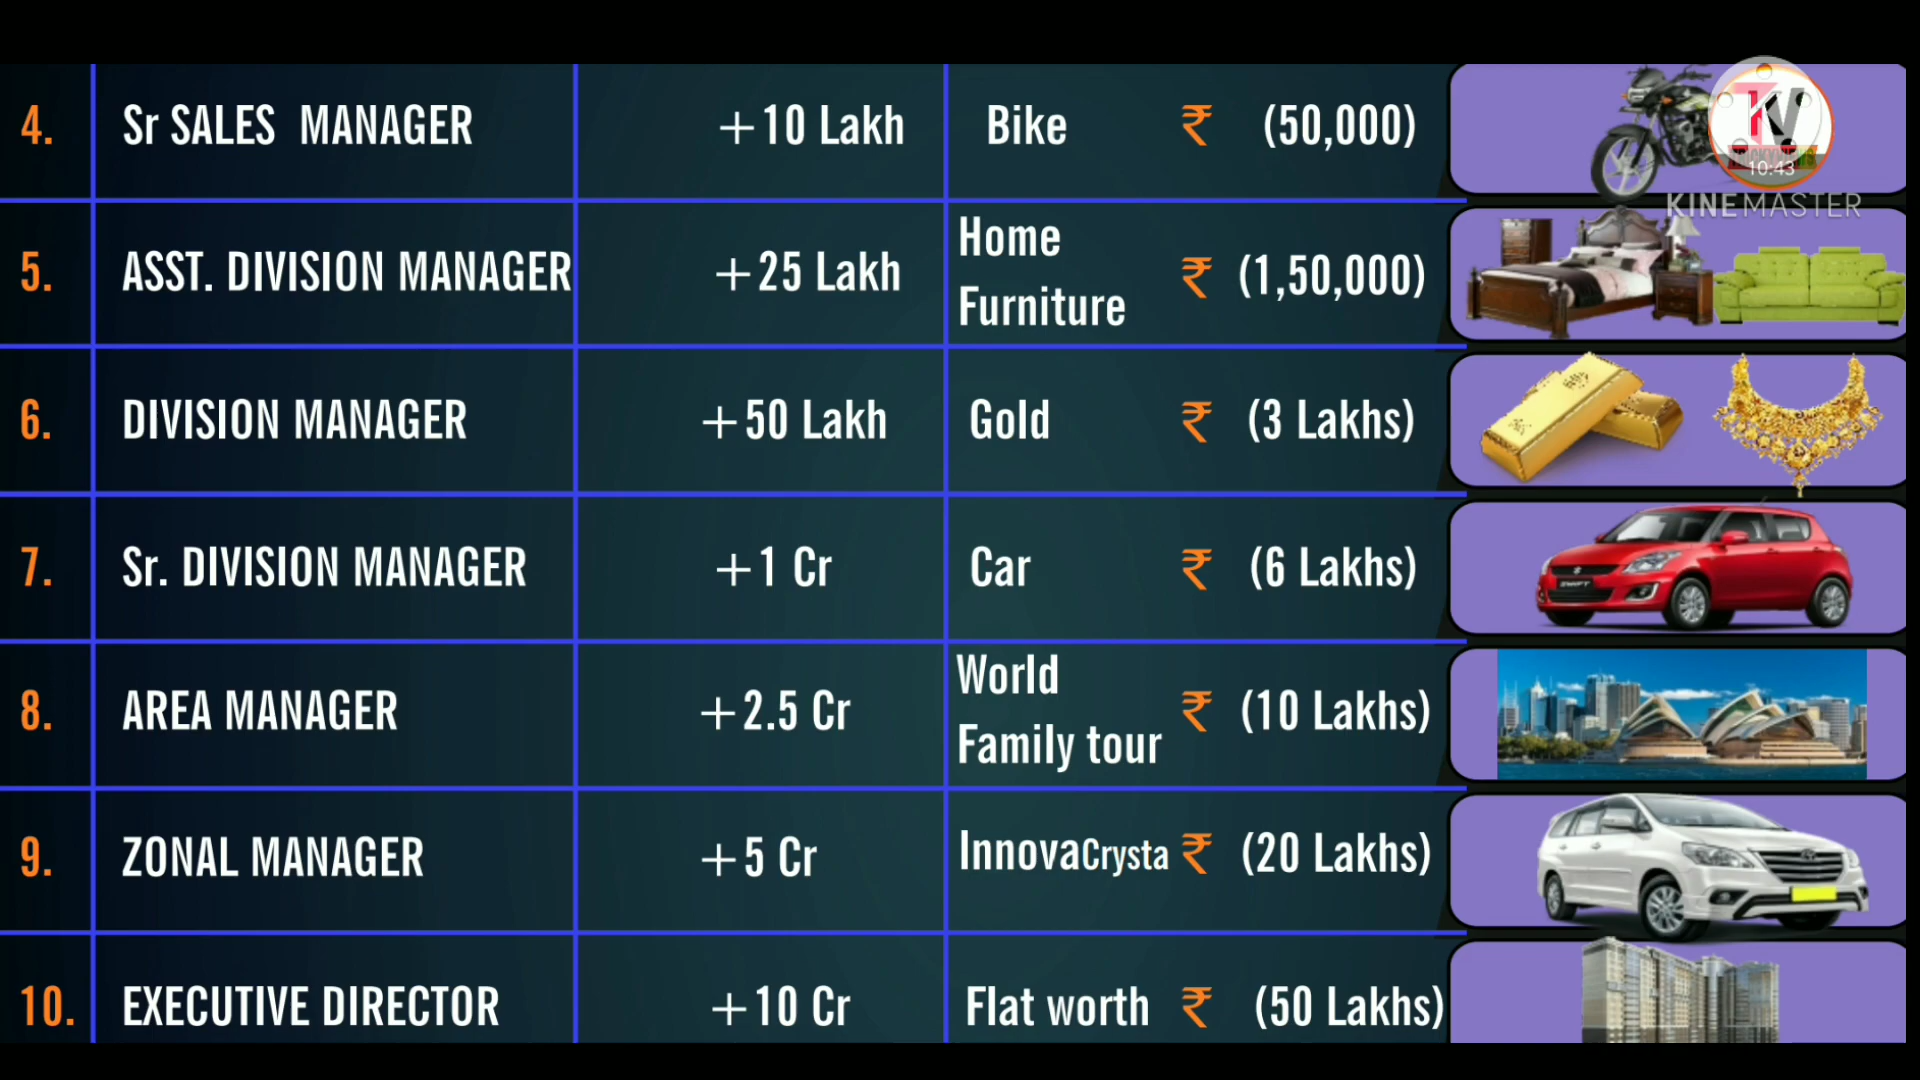 4. Sr SALES MANAGER +10 Lakh Bike ₹ (50,000)
10:43
KINEMASTER
5. ASST. DIVISION MANAGER +25 Lakh Home Furniture ₹ (1,50,000)
6. DIVISION MANAGER +50 Lakh Gold ₹ (3 Lakhs)
7. Sr. DIVISION MANAGER +1 Cr Car ₹ (6 Lakhs)
SWIFT
8. AREA MANAGER +2.5 Cr World Family tour ₹ (10 Lakhs)
9. ZONAL MANAGER +5 Cr InnovaCrysta ₹ (20 Lakhs)
10. EXECUTIVE DIRECTOR +10 Cr Flat worth ₹ (50 Lakhs)